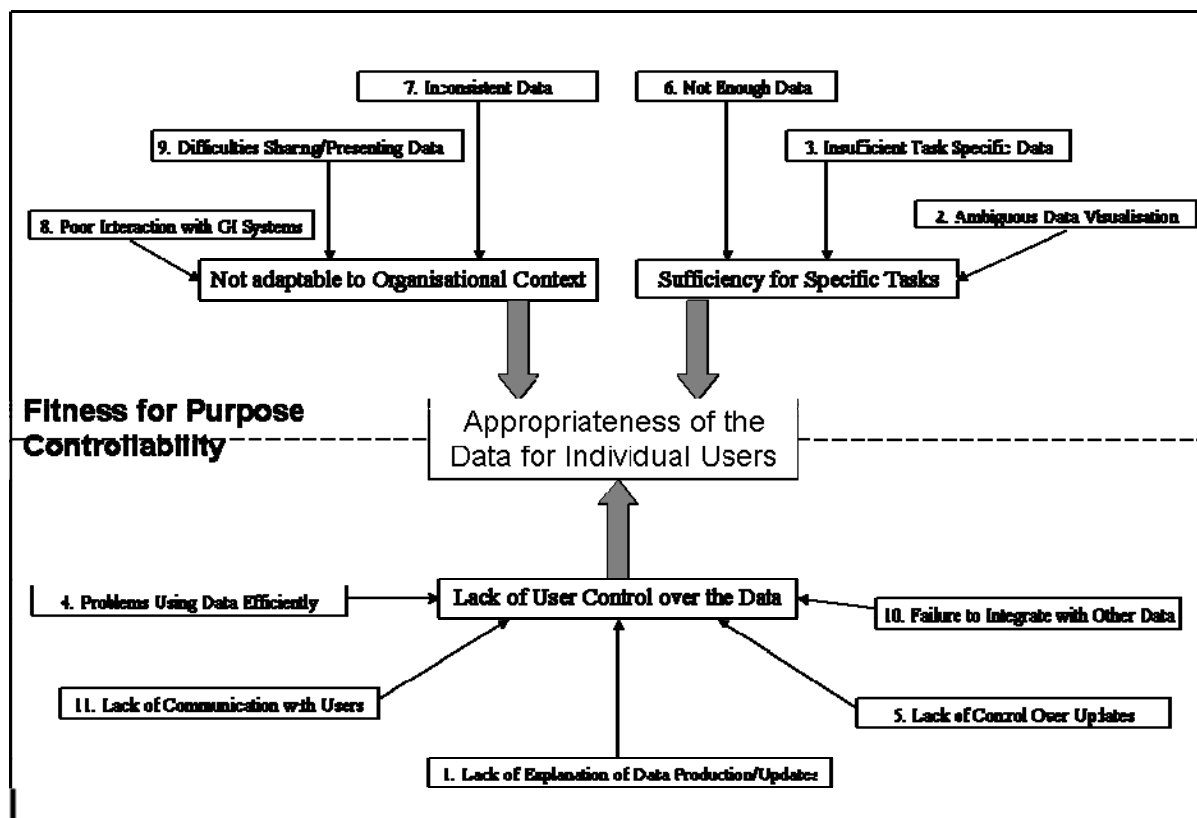 7. Inconsistent Data
6. Not Enough Data
9. Difficulties Sharing/Presenting Data
3. Insufficient Task Specific Data
8. Poor Interaction with GI Systems
2. Ambiguous Data Visualisation
Not adaptable to Organisational Context
Sufficiency for Specific Tasks
Fitness for Purpose
Controllability
Appropriateness of the
Data for Individual Users
4. Problems Using Data Efficiently
Lack of User Control over the Data
10. Failure to Integrate with Other Data
11. Lack of Communication with Users
5. Lack of Control Over Updates
1. Lack of Explanation of Data Production/Updates